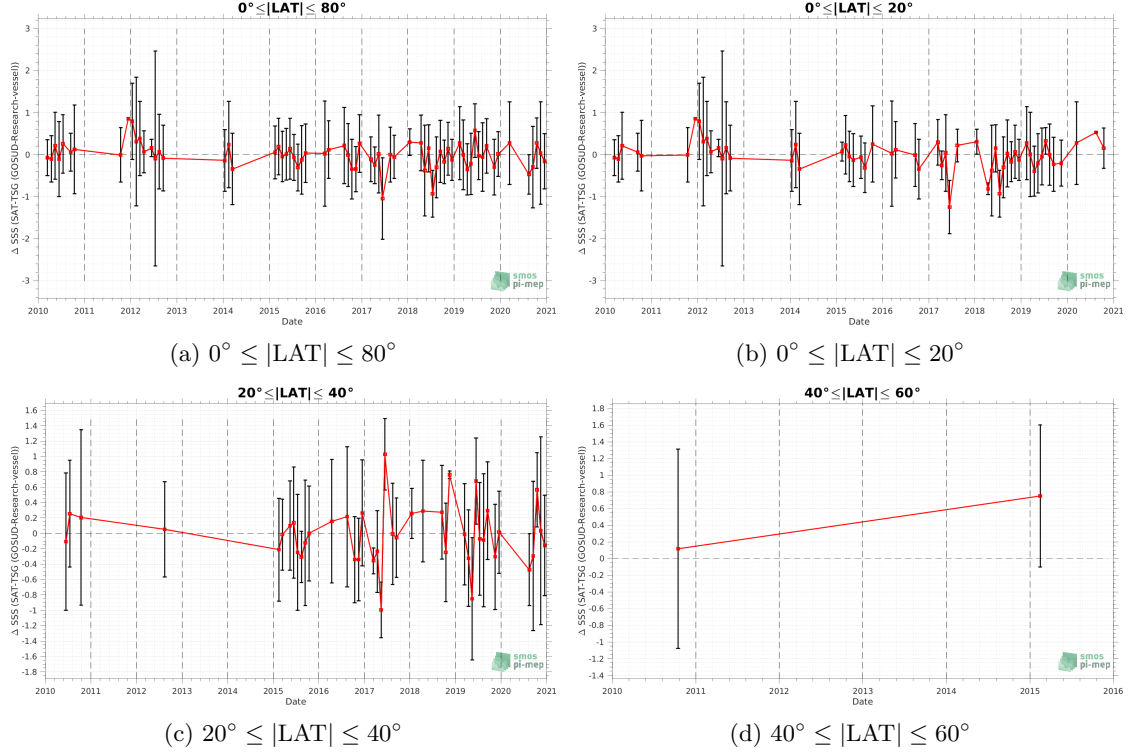 0°≤|LAT|≤ 80°
Δ SSS (SAT-TSG (GOSUD-Research-vessel))
3
2
1
0
-1
-2
-3
2010 2011 2012 2013 2014 2015 2016 2017 2018 2019 2020 2021
Date
smos
pi-mep
(a) 0° ≤ |LAT| ≤ 80°
0°≤|LAT|≤ 20°
Δ SSS (SAT-TSG (GOSUD-Research-vessel))
3
2
1
0
-1
-2
-3
2010 2011 2012 2013 2014 2015 2016 2017 2018 2019 2020 2021
Date
smos
pi-mep
(b) 0° ≤ |LAT| ≤ 20°
20°≤|LAT|≤ 40°
Δ SSS (SAT-TSG (GOSUD-Research-vessel))
1.6
1.4
1.2
1
0.8
0.6
0.4
0.2
0
-0.2
-0.4
-0.6
-0.8
-1
-1.2
-1.4
-1.6
-1.8
2010 2011 2012 2013 2014 2015 2016 2017 2018 2019 2020 2021
Date
smos
pi-mep
(c) 20° ≤ |LAT| ≤ 40°
40°≤|LAT|≤ 60°
Δ SSS (SAT-TSG (GOSUD-Research-vessel))
1.8
1.6
1.4
1.2
1
0.8
0.6
0.4
0.2
0
-0.2
-0.4
-0.6
-0.8
-1
-1.2
-1.4
2010 2011 2012 2013 2014 2015 2016
Date
smos
pi-mep
(d) 40° ≤ |LAT| ≤ 60°